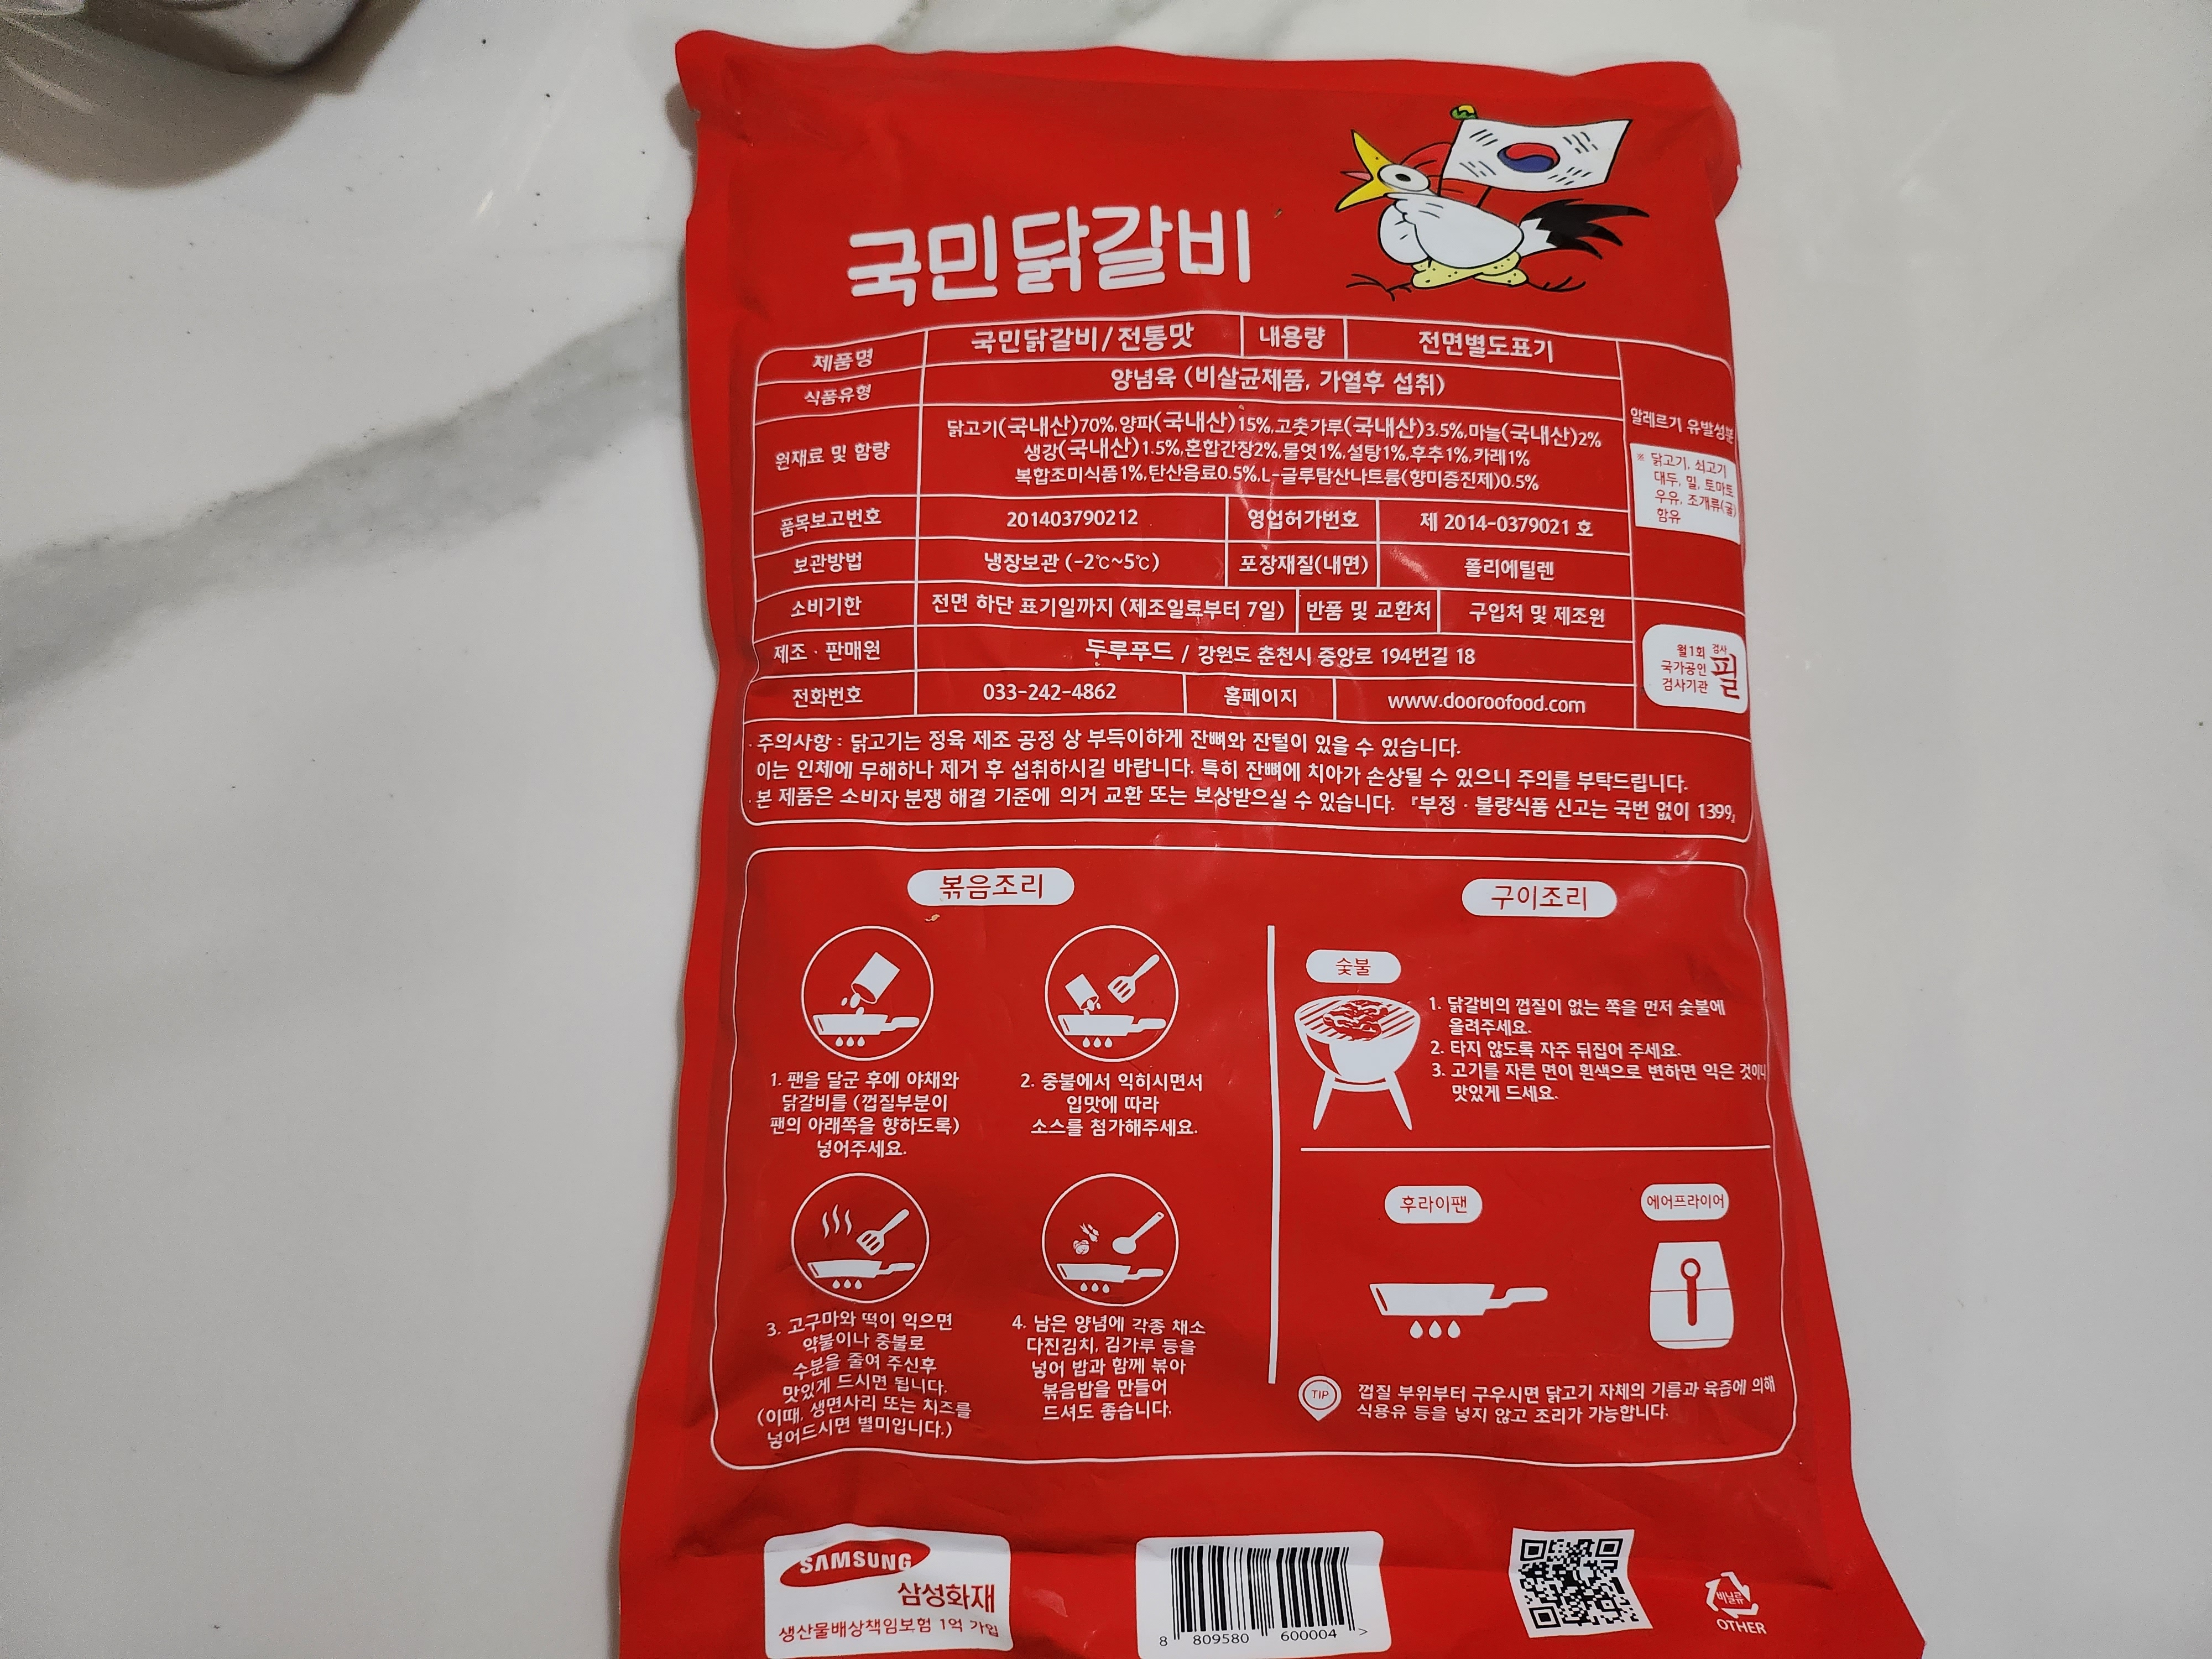 국민닭갈비
제품명 국민닭갈비/전통맛 내용량 전면별도표기
식품유형 양념육 (비살균제품, 가열후 섭취)
원재료 및 함량
닭고기(국내산)70%,양파(국내산)15%,고춧가루(국내산)3.5%,마늘(국내산)2%
생강(국내산)1.5%,혼합간장2%,물엿1%,설탕1%,후추1%,카레1%
복합조미식품1%,탄산음료0.5%,L-글루탐산나트륨(향미증진제)0.5%
알레르기 유발성분
※ 닭고기, 쇠고기
대두, 밀, 토마토
우유, 조개류(굴)
함유
품목보고번호 201403790212 영업허가번호 제 2014-0379021 호
보관방법 냉장보관 (-2℃~5℃) 포장재질(내면) 폴리에틸렌
소비기한 전면 하단 표기일까지 (제조일로부터 7일) 반품 및 교환처 구입처 및 제조원
제조 · 판매원 두루푸드 / 강원도 춘천시 중앙로 194번길 18
전화번호 033-242-4862 홈페이지 www.dooroofood.com
월1회 검사
국가공인 필
검사기관
· 주의사항 : 닭고기는 정육 제조 공정 상 부득이하게 잔뼈와 잔털이 있을 수 있습니다.
이는 인체에 무해하나 제거 후 섭취하시길 바랍니다. 특히 잔뼈에 치아가 손상될 수 있으니 주의를 부탁드립니다.
· 본 제품은 소비자 분쟁 해결 기준에 의거 교환 또는 보상받으실 수 있습니다. 『부정 · 불량식품 신고는 국번 없이 1399』
볶음조리
1. 팬을 달군 후에 야채와
닭갈비를 (껍질부분이
팬의 아래쪽을 향하도록)
넣어주세요.
2. 중불에서 익히시면서
입맛에 따라
소스를 첨가해주세요.
3. 고구마와 떡이 익으면
약불이나 중불로
수분을 줄여 주신후
맛있게 드시면 됩니다.
(이때, 생면사리 또는 치즈를
넣어드시면 별미입니다.)
4. 남은 양념에 각종 채소
다진김치, 김가루 등을
넣어 밥과 함께 볶아
볶음밥을 만들어
드셔도 좋습니다.
구이조리
숯불
1. 닭갈비의 껍질이 없는 쪽을 먼저 숯불에
올려주세요.
2. 타지 않도록 자주 뒤집어 주세요.
3. 고기를 자른 면이 흰색으로 변하면 익은 것이니
맛있게 드세요.
후라이팬
에어프라이어
TIP
껍질 부위부터 구우시면 닭고기 자체의 기름과 육즙에 의해
식용유 등을 넣지 않고 조리가 가능합니다.
SAMSUNG
삼성화재
생산물배상책임보험 1억 가입
8 809580 600004 >
비닐류
OTHER